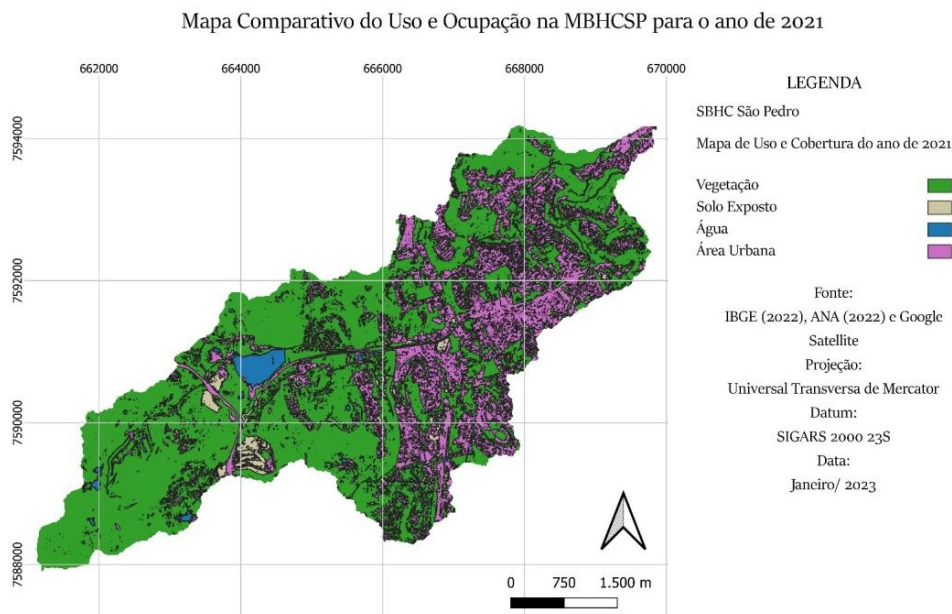 Mapa Comparativo do Uso e Ocupação na MBHCSP para o ano de 2021
662000 664000 666000 668000 670000
7594000
7592000
7590000
7588000
LEGENDA
SBHC São Pedro
Mapa de Uso e Cobertura do ano de 2021
Vegetação
Solo Exposto
Água
Área Urbana
Fonte:
IBGE (2022), ANA (2022) e Google
Satellite
Projeção:
Universal Transversa de Mercator
Datum:
SIGARS 2000 23S
Data:
Janeiro/ 2023
0 750 1.500 m